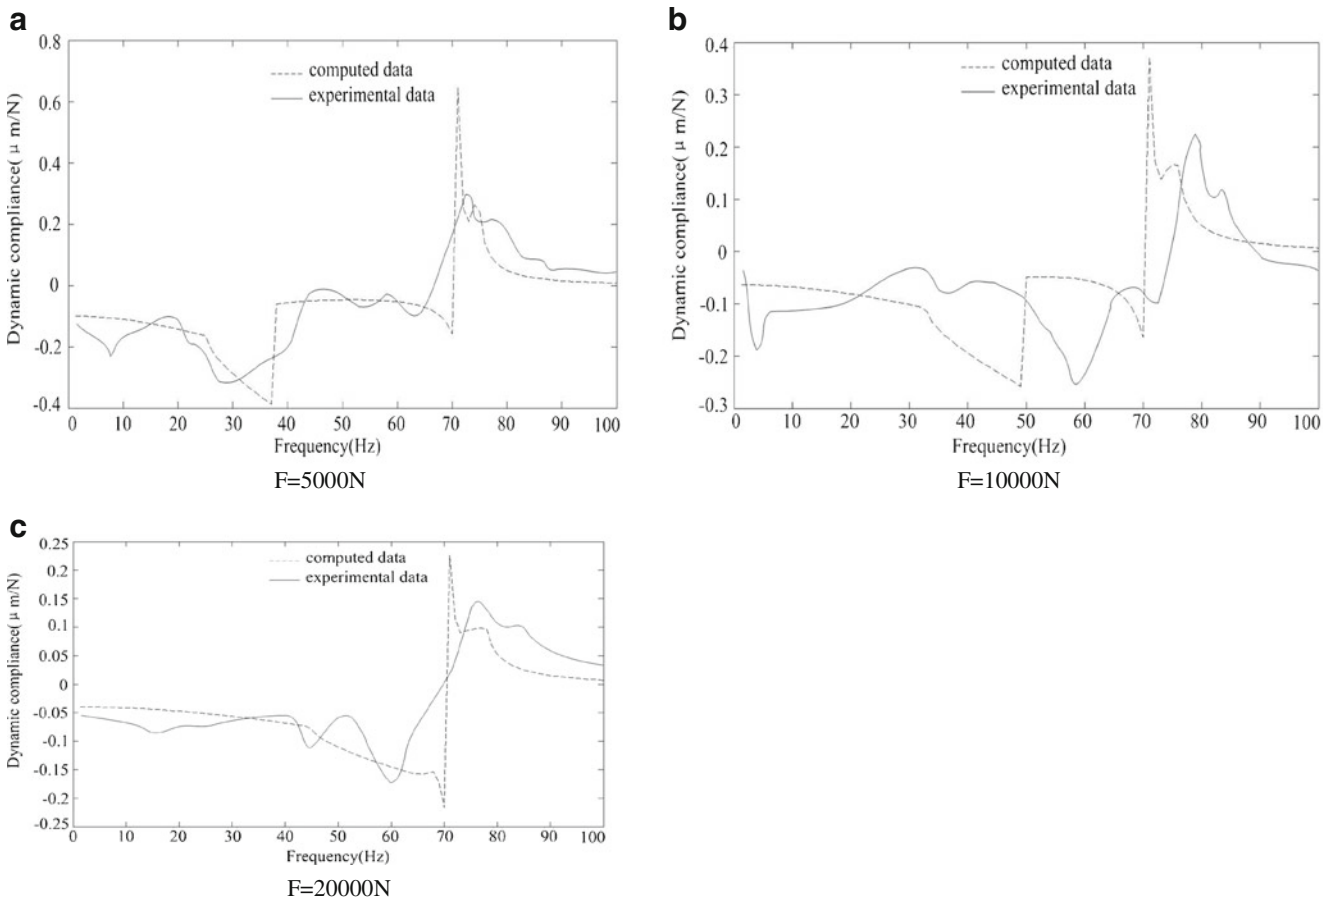 a
0.8
0.6
0.4
0.2
0
-0.2
-0.4
Dynamic compliance( μ m/N)
computed data
experimental data
0 10 20 30 40 50 60 70 80 90 100
Frequency(Hz)
F=5000N
b
0.4
0.3
0.2
0.1
0
-0.1
-0.2
-0.3
Dynamic compliance( μ m/N)
computed data
experimental data
0 10 20 30 40 50 60 70 80 90 100
Frequency(Hz)
F=10000N
c
0.25
0.2
0.15
0.1
0.05
0
-0.05
-0.1
-0.15
-0.2
-0.25
Dynamic compliance( μ m/N)
computed data
experimental data
0 10 20 30 40 50 60 70 80 90 100
Frequency(Hz)
F=20000N